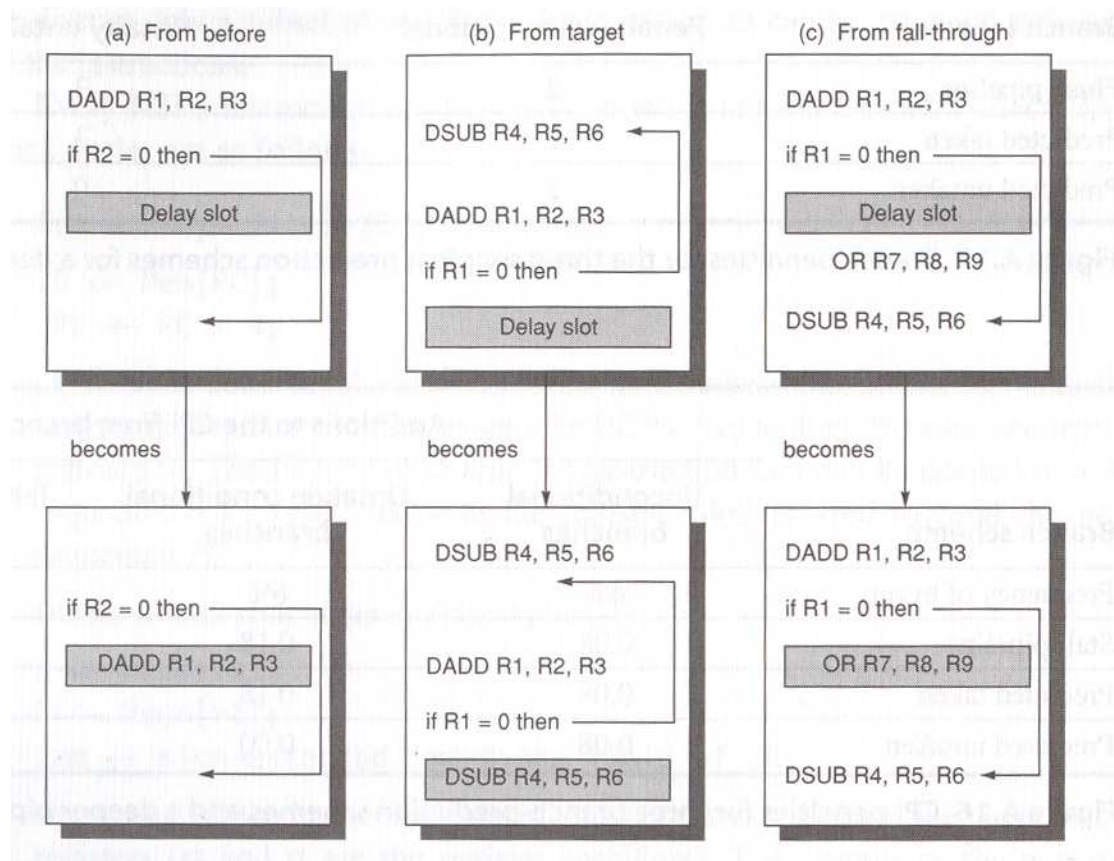 (a) From before
DADD R1, R2, R3
if R2 = 0 then
Delay slot
becomes
if R2 = 0 then
DADD R1, R2, R3
(b) From target
DSUB R4, R5, R6
DADD R1, R2, R3
if R1 = 0 then
Delay slot
becomes
DSUB R4, R5, R6
DADD R1, R2, R3
if R1 = 0 then
DSUB R4, R5, R6
(c) From fall-through
DADD R1, R2, R3
if R1 = 0 then
Delay slot
OR R7, R8, R9
DSUB R4, R5, R6
becomes
DADD R1, R2, R3
if R1 = 0 then
OR R7, R8, R9
DSUB R4, R5, R6